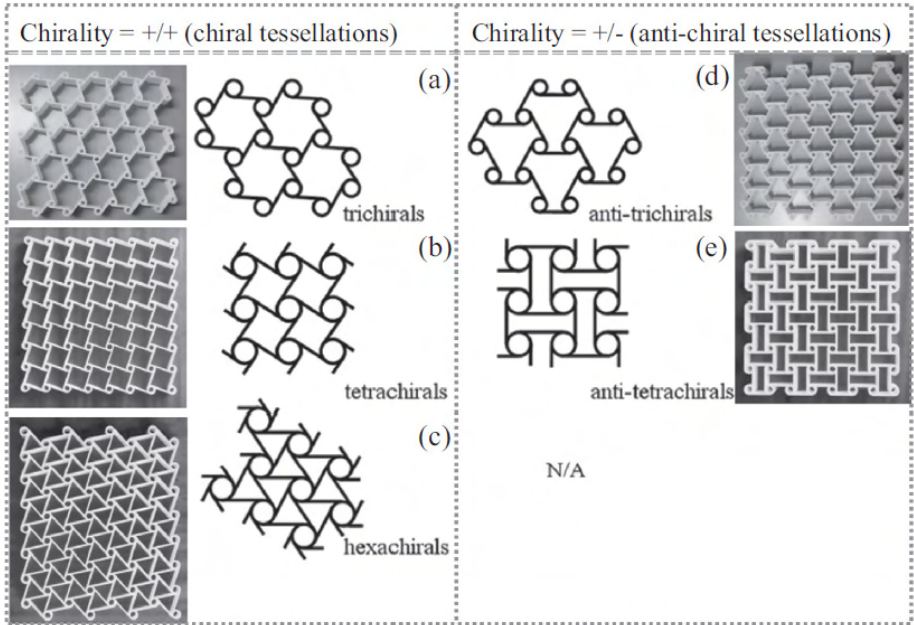 Chirality = +/+ (chiral tessellations)
Chirality = +/- (anti-chiral tessellations)
(a)
trichirals
(d)
anti-trichirals
(b)
tetrachirals
(e)
anti-tetrachirals
(c)
hexachirals
N/A